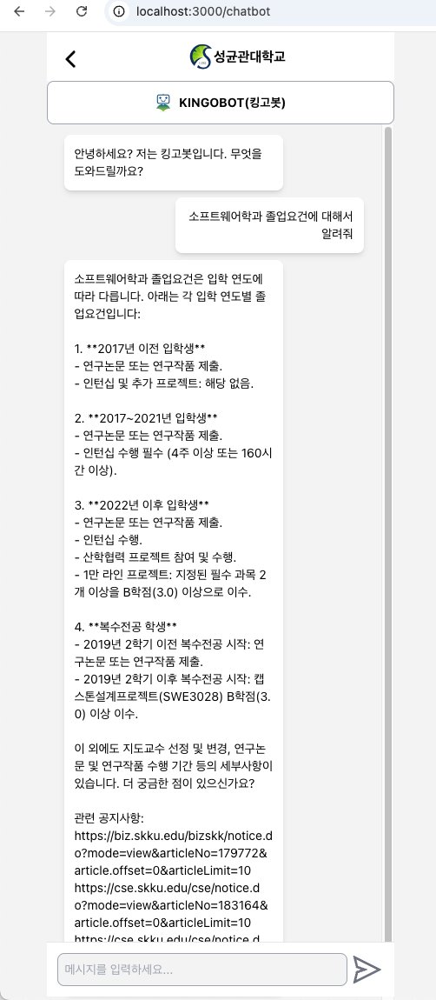 localhost:3000/chatbot
성균관대학교
KINGOBOT(킹고봇)
안녕하세요? 저는 킹고봇입니다. 무엇을
도와드릴까요?
소프트웨어학과 졸업요건에 대해서
알려줘
소프트웨어학과 졸업요건은 입학 연도에
따라 다릅니다. 아래는 각 입학 연도별 졸
업요건입니다:
1. **2017년 이전 입학생**
- 연구논문 또는 연구작품 제출.
- 인턴십 및 추가 프로젝트: 해당 없음.
2. **2017~2021년 입학생**
- 연구논문 또는 연구작품 제출.
- 인턴십 수행 필수 (4주 이상 또는 160시
간 이상).
3. **2022년 이후 입학생**
- 연구논문 또는 연구작품 제출.
- 인턴십 수행.
- 산학협력 프로젝트 참여 및 수행.
- 1만 라인 프로젝트: 지정된 필수 과목 2
개 이상을 B학점(3.0) 이상으로 이수.
4. **복수전공 학생**
- 2019년 2학기 이전 복수전공 시작: 연
구논문 또는 연구작품 제출.
- 2019년 2학기 이후 복수전공 시작: 캡
스톤설계프로젝트(SWE3028) B학점(3.
0) 이상 이수.
이 외에도 지도교수 선정 및 변경, 연구논
문 및 연구작품 수행 기간 등의 세부사항이
있습니다. 더 궁금한 점이 있으신가요?
관련 공지사항:
https://biz.skku.edu/bizskk/notice.d
o?mode=view&articleNo=179772&
article.offset=0&articleLimit=10
https://cse.skku.edu/cse/notice.d
o?mode=view&articleNo=183164&
article.offset=0&articleLimit=10
https://cse.skku.edu/cse/notice.d
메시지를 입력하세요...